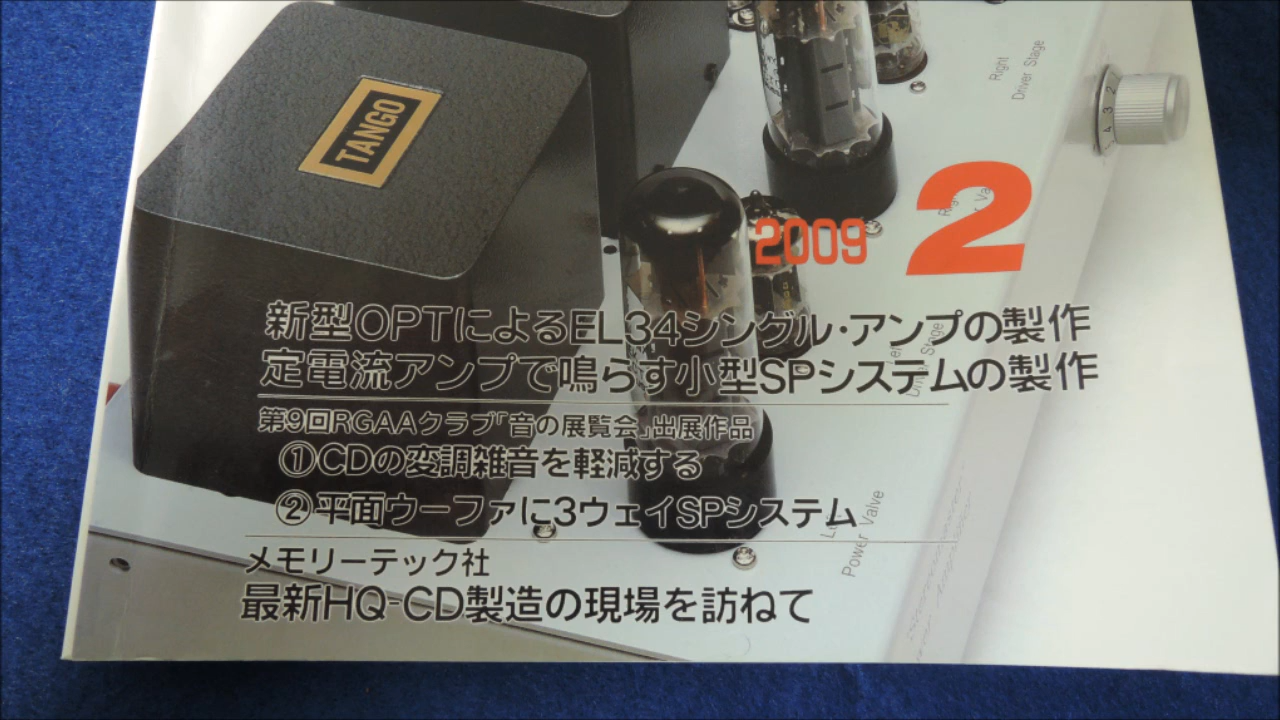 TANGO
Right
Driver Stage
1 2 3 4
2009 2
新型OPTによるEL34シングル・アンプの製作
定電流アンプで鳴らす小型SPシステムの製作
第9回RGAAクラブ「音の展覧会」出展作品
①CDの変調雑音を軽減する
②平面ウーファに3ウェイSPシステム
Power Valve
メモリーテック社
最新HQ-CD製造の現場を訪ねて